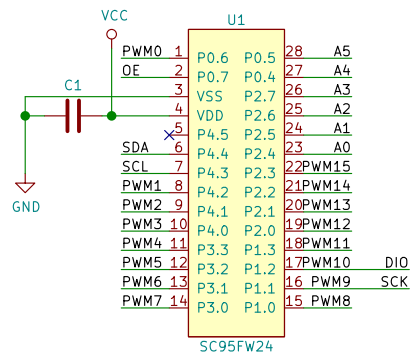 VCC
U1
PWM0 1 P0.6 P0.5 28 A5
OE 2 P0.7 P0.4 27 A4
C1 3 VSS P2.7 26 A3
4 VDD P2.6 25 A2
5 P4.5 P2.5 24 A1
SDA 6 P4.4 P2.4 23 A0
SCL 7 P4.3 P2.3 22 PWM15
GND PWM1 8 P4.2 P2.2 21 PWM14
PWM2 9 P4.1 P2.1 20 PWM13
PWM3 10 P4.0 P2.0 19 PWM12
PWM4 11 P3.3 P1.3 18 PWM11
PWM5 12 P3.2 P1.2 17 PWM10 DIO
PWM6 13 P3.1 P1.1 16 PWM9 SCK
PWM7 14 P3.0 P1.0 15 PWM8
SC95FW24